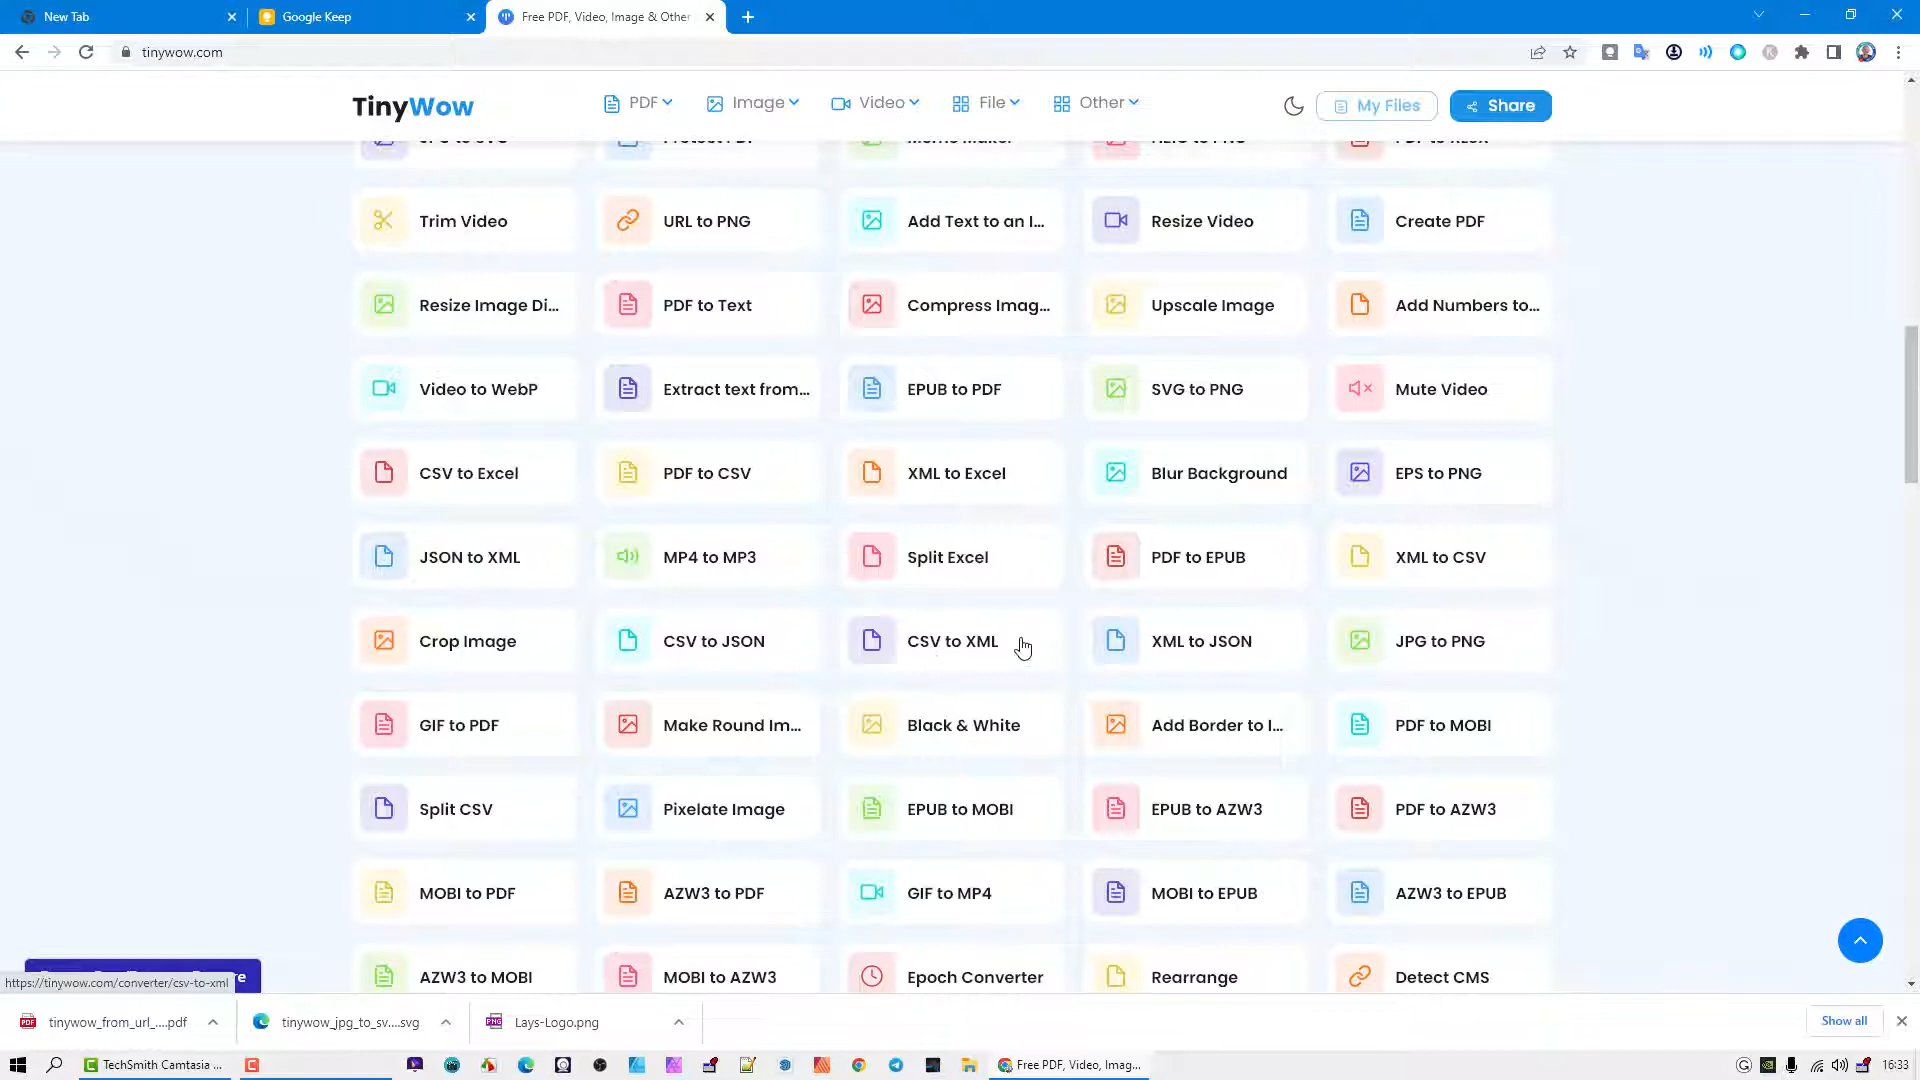 New Tab
Google Keep
Free PDF, Video, Image & Other
tinywow.com
TinyWow
PDF
Image
Video
File
Other
My Files
Share
Trim Video
URL to PNG
Add Text to an I...
Resize Video
Create PDF
Resize Image Di...
PDF to Text
Compress Imag...
Upscale Image
Add Numbers to...
Video to WebP
Extract text from...
EPUB to PDF
SVG to PNG
Mute Video
CSV to Excel
PDF to CSV
XML to Excel
Blur Background
EPS to PNG
JSON to XML
MP4 to MP3
Split Excel
PDF to EPUB
XML to CSV
Crop Image
CSV to JSON
CSV to XML
XML to JSON
JPG to PNG
GIF to PDF
Make Round Im...
Black & White
Add Border to I...
PDF to MOBI
Split CSV
Pixelate Image
EPUB to MOBI
EPUB to AZW3
PDF to AZW3
MOBI to PDF
AZW3 to PDF
GIF to MP4
MOBI to EPUB
AZW3 to EPUB
AZW3 to MOBI
MOBI to AZW3
Epoch Converter
Rearrange
Detect CMS
https://tinywow.com/converter/csv-to-xml
tinywow_from_url_....pdf
tinywow_jpg_to_sv....svg
Lays-Logo.png
Show all
TechSmith Camtasia ...
Free PDF, Video, Imag...
16:33